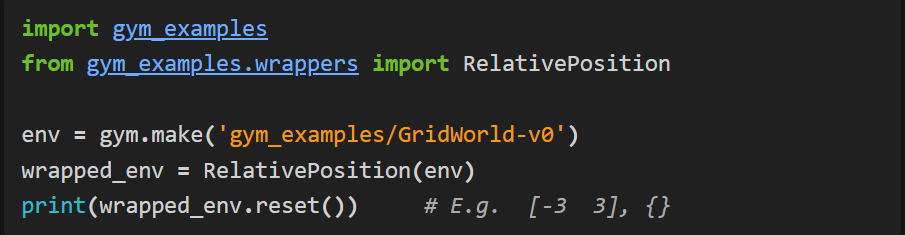 import gym_examples
from gym_examples.wrappers import RelativePosition

env = gym.make('gym_examples/GridWorld-v0')
wrapped_env = RelativePosition(env)
print(wrapped_env.reset())     # E.g.  [-3  3], {}